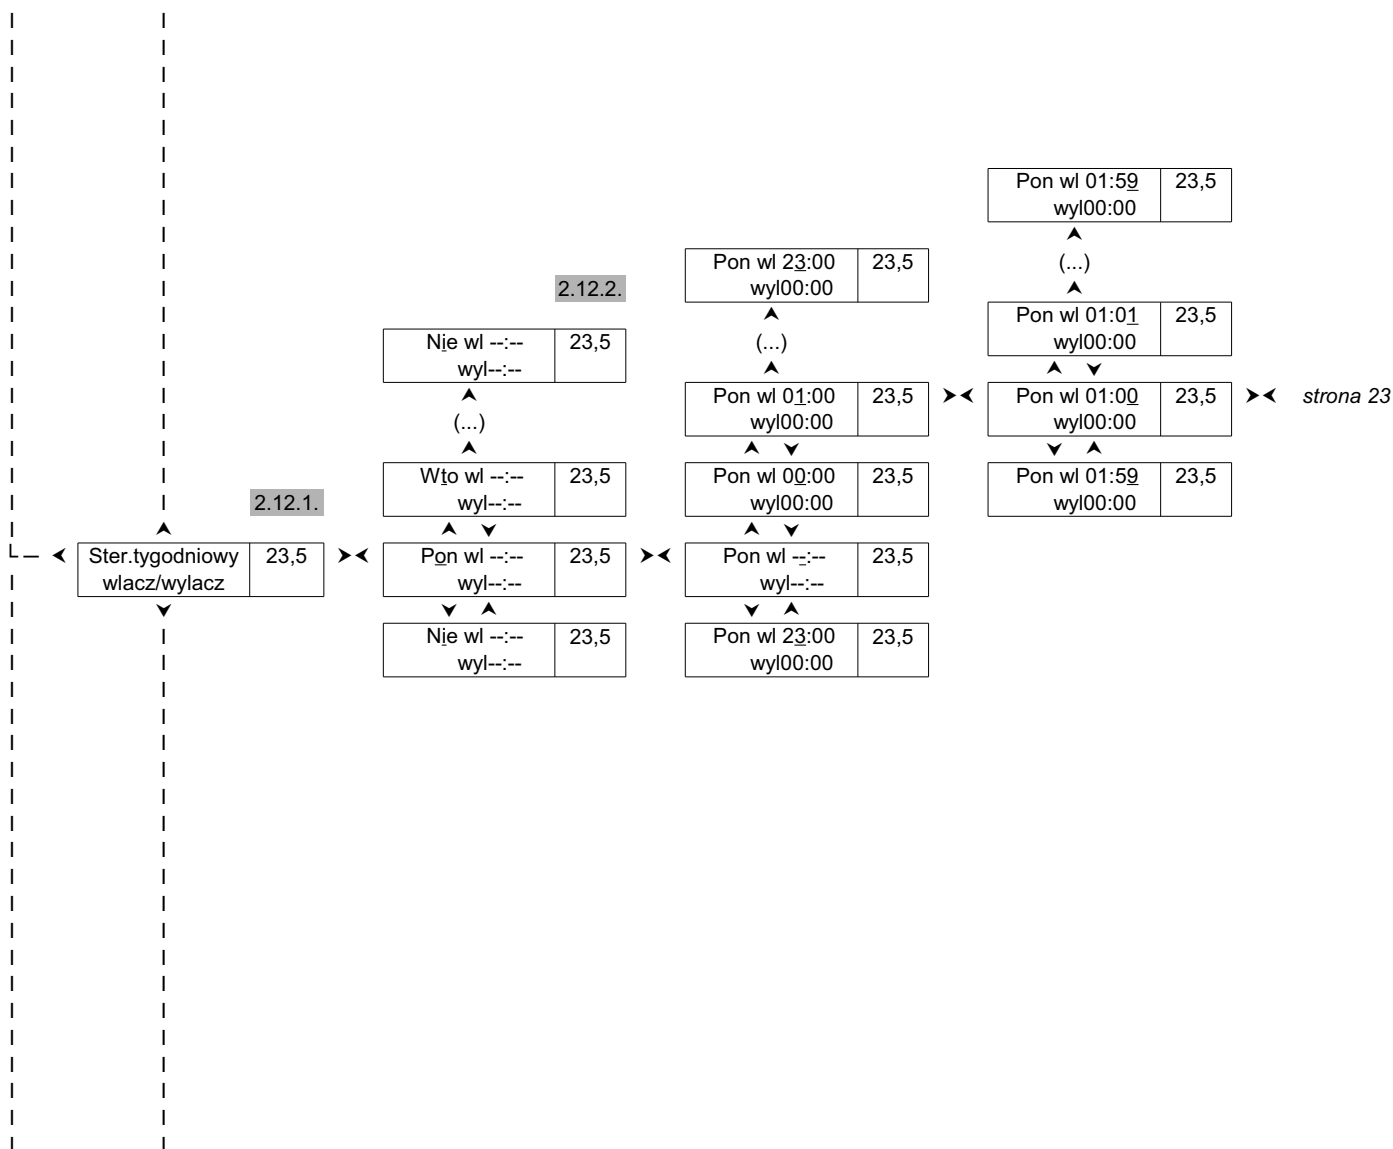 Pon wl 01:59 23,5
wyl00:00
(...)
Pon wl 23:00 23,5
wyl00:00
2.12.2.
Pon wl 01:01 23,5
wyl00:00
Nie wl --:-- 23,5
wyl--:--
(...)
Pon wl 01:00 23,5
wyl00:00
Pon wl 01:00 23,5
wyl00:00
strona 23
(...)
Wto wl --:-- 23,5
wyl--:--
Pon wl 00:00 23,5
wyl00:00
Pon wl 01:59 23,5
wyl00:00
2.12.1.
Ster.tygodniowy 23,5
wlacz/wylacz
Pon wl --:-- 23,5
wyl--:--
Pon wl --:-- 23,5
wyl--:--
Nie wl --:-- 23,5
wyl--:--
Pon wl 23:00 23,5
wyl00:00